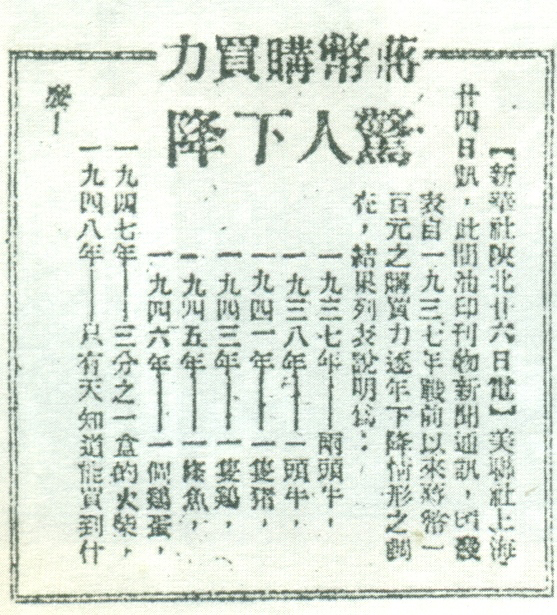 蔣幣購買力
驚人下降
【新華社陝北廿六日電】美聯社上海
廿四日訊，此間油印刊物新聞通訊，頃發
表自一九三七年戰前以來蔣幣一
百元之購買力逐年下降情形之調
查，結果列表說明爲：
一九三七年——兩頭牛，
一九三八年——一頭牛，
一九四一年——一隻猪，
一九四三年——一隻鷄，
一九四五年——一條魚，
一九四六年——一個鷄蛋，
一九四七年——三分之一盒的火柴，
一九四八年——只有天知道能買到什
麽！